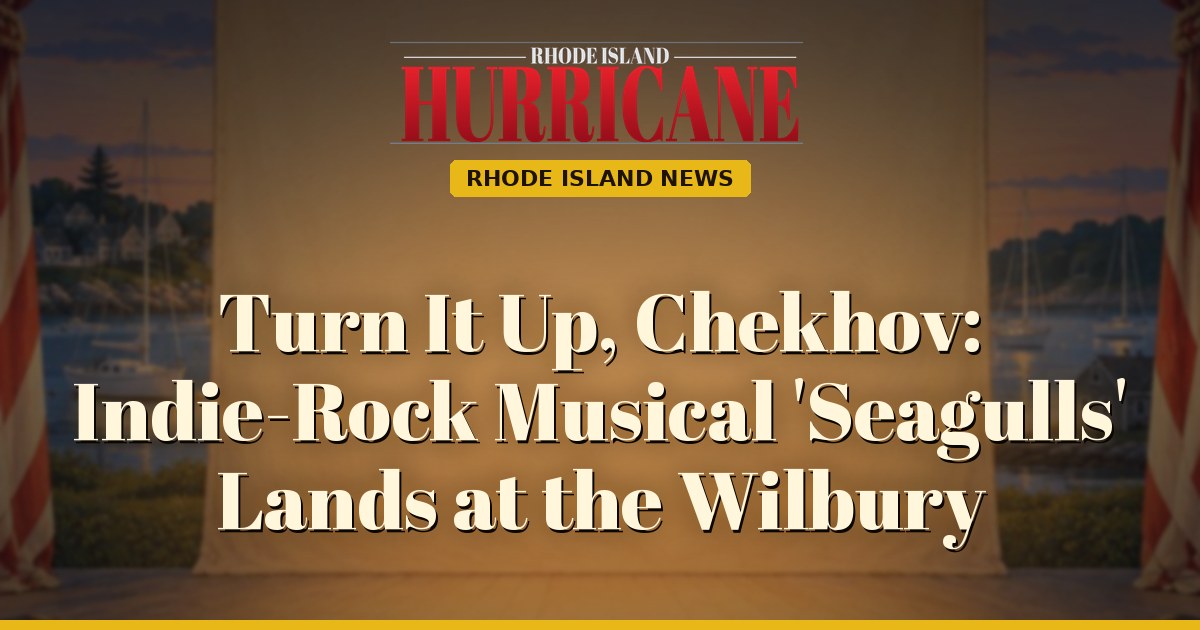 RHODE ISLAND
HURRICANE
RHODE ISLAND NEWS
Turn It Up, Chekhov:
Indie-Rock Musical 'Seagulls'
Lands at the Wilbury